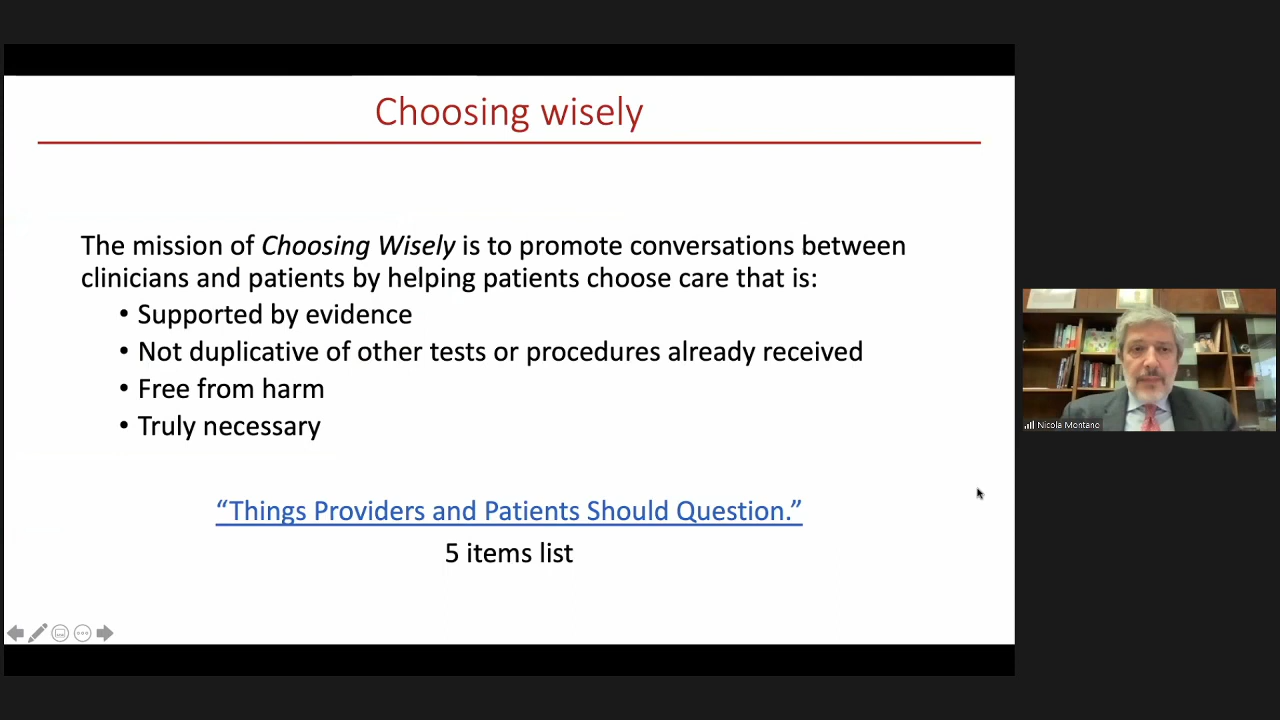 Choosing wisely
The mission of Choosing Wisely is to promote conversations between
clinicians and patients by helping patients choose care that is:
• Supported by evidence
• Not duplicative of other tests or procedures already received
• Free from harm
• Truly necessary
“Things Providers and Patients Should Question.”
5 items list
Nicola Montano